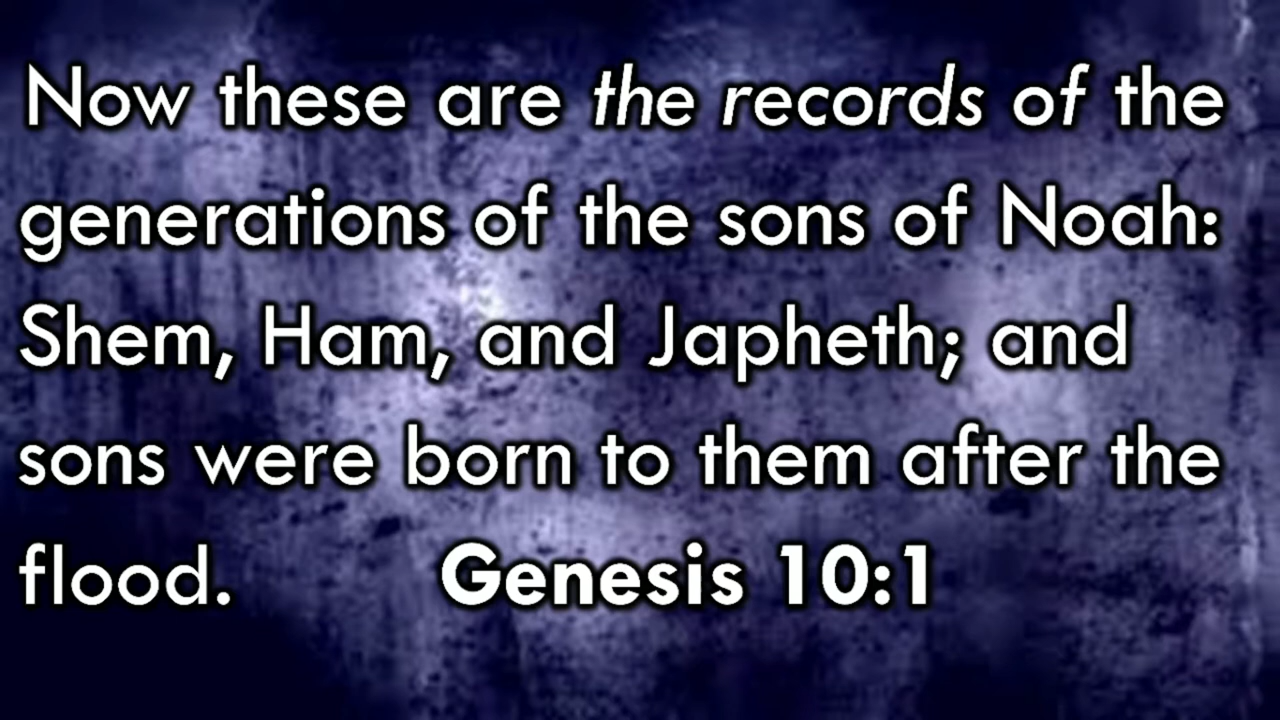 Now these are the records of the
generations of the sons of Noah:
Shem, Ham, and Japheth; and
sons were born to them after the
flood. Genesis 10:1